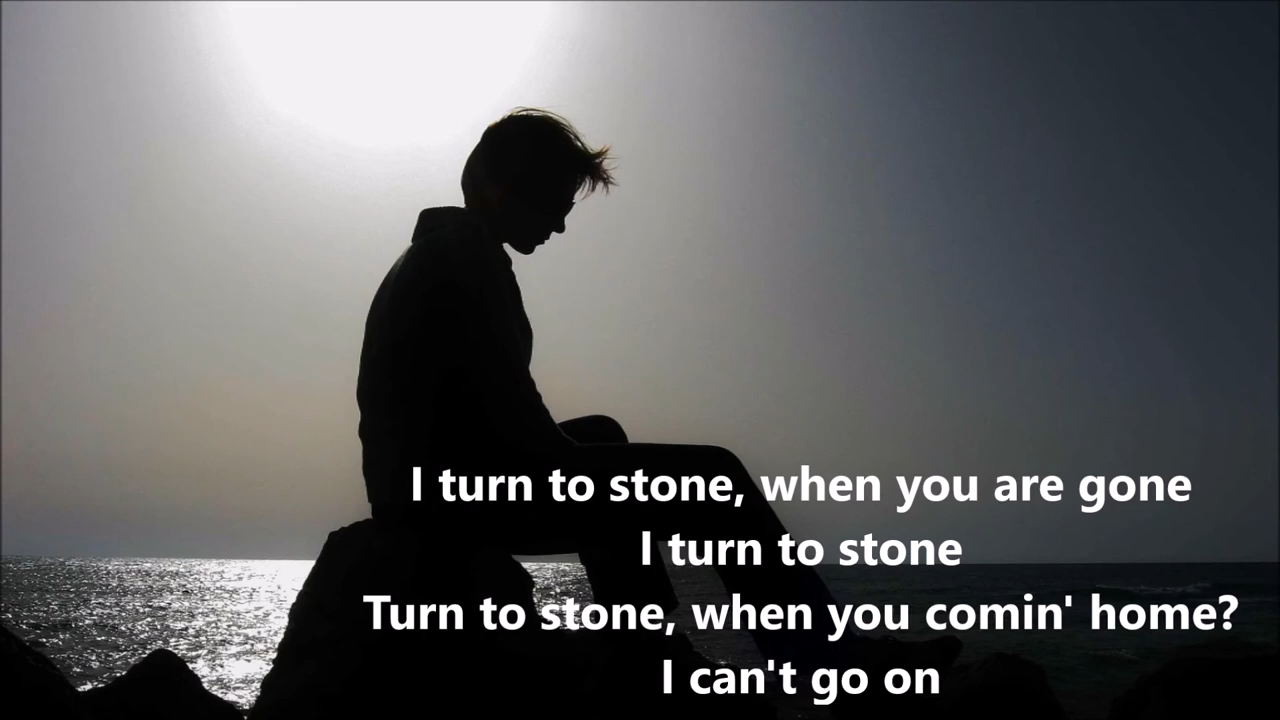 I turn to stone, when you are gone
I turn to stone
Turn to stone, when you comin' home?
I can't go on